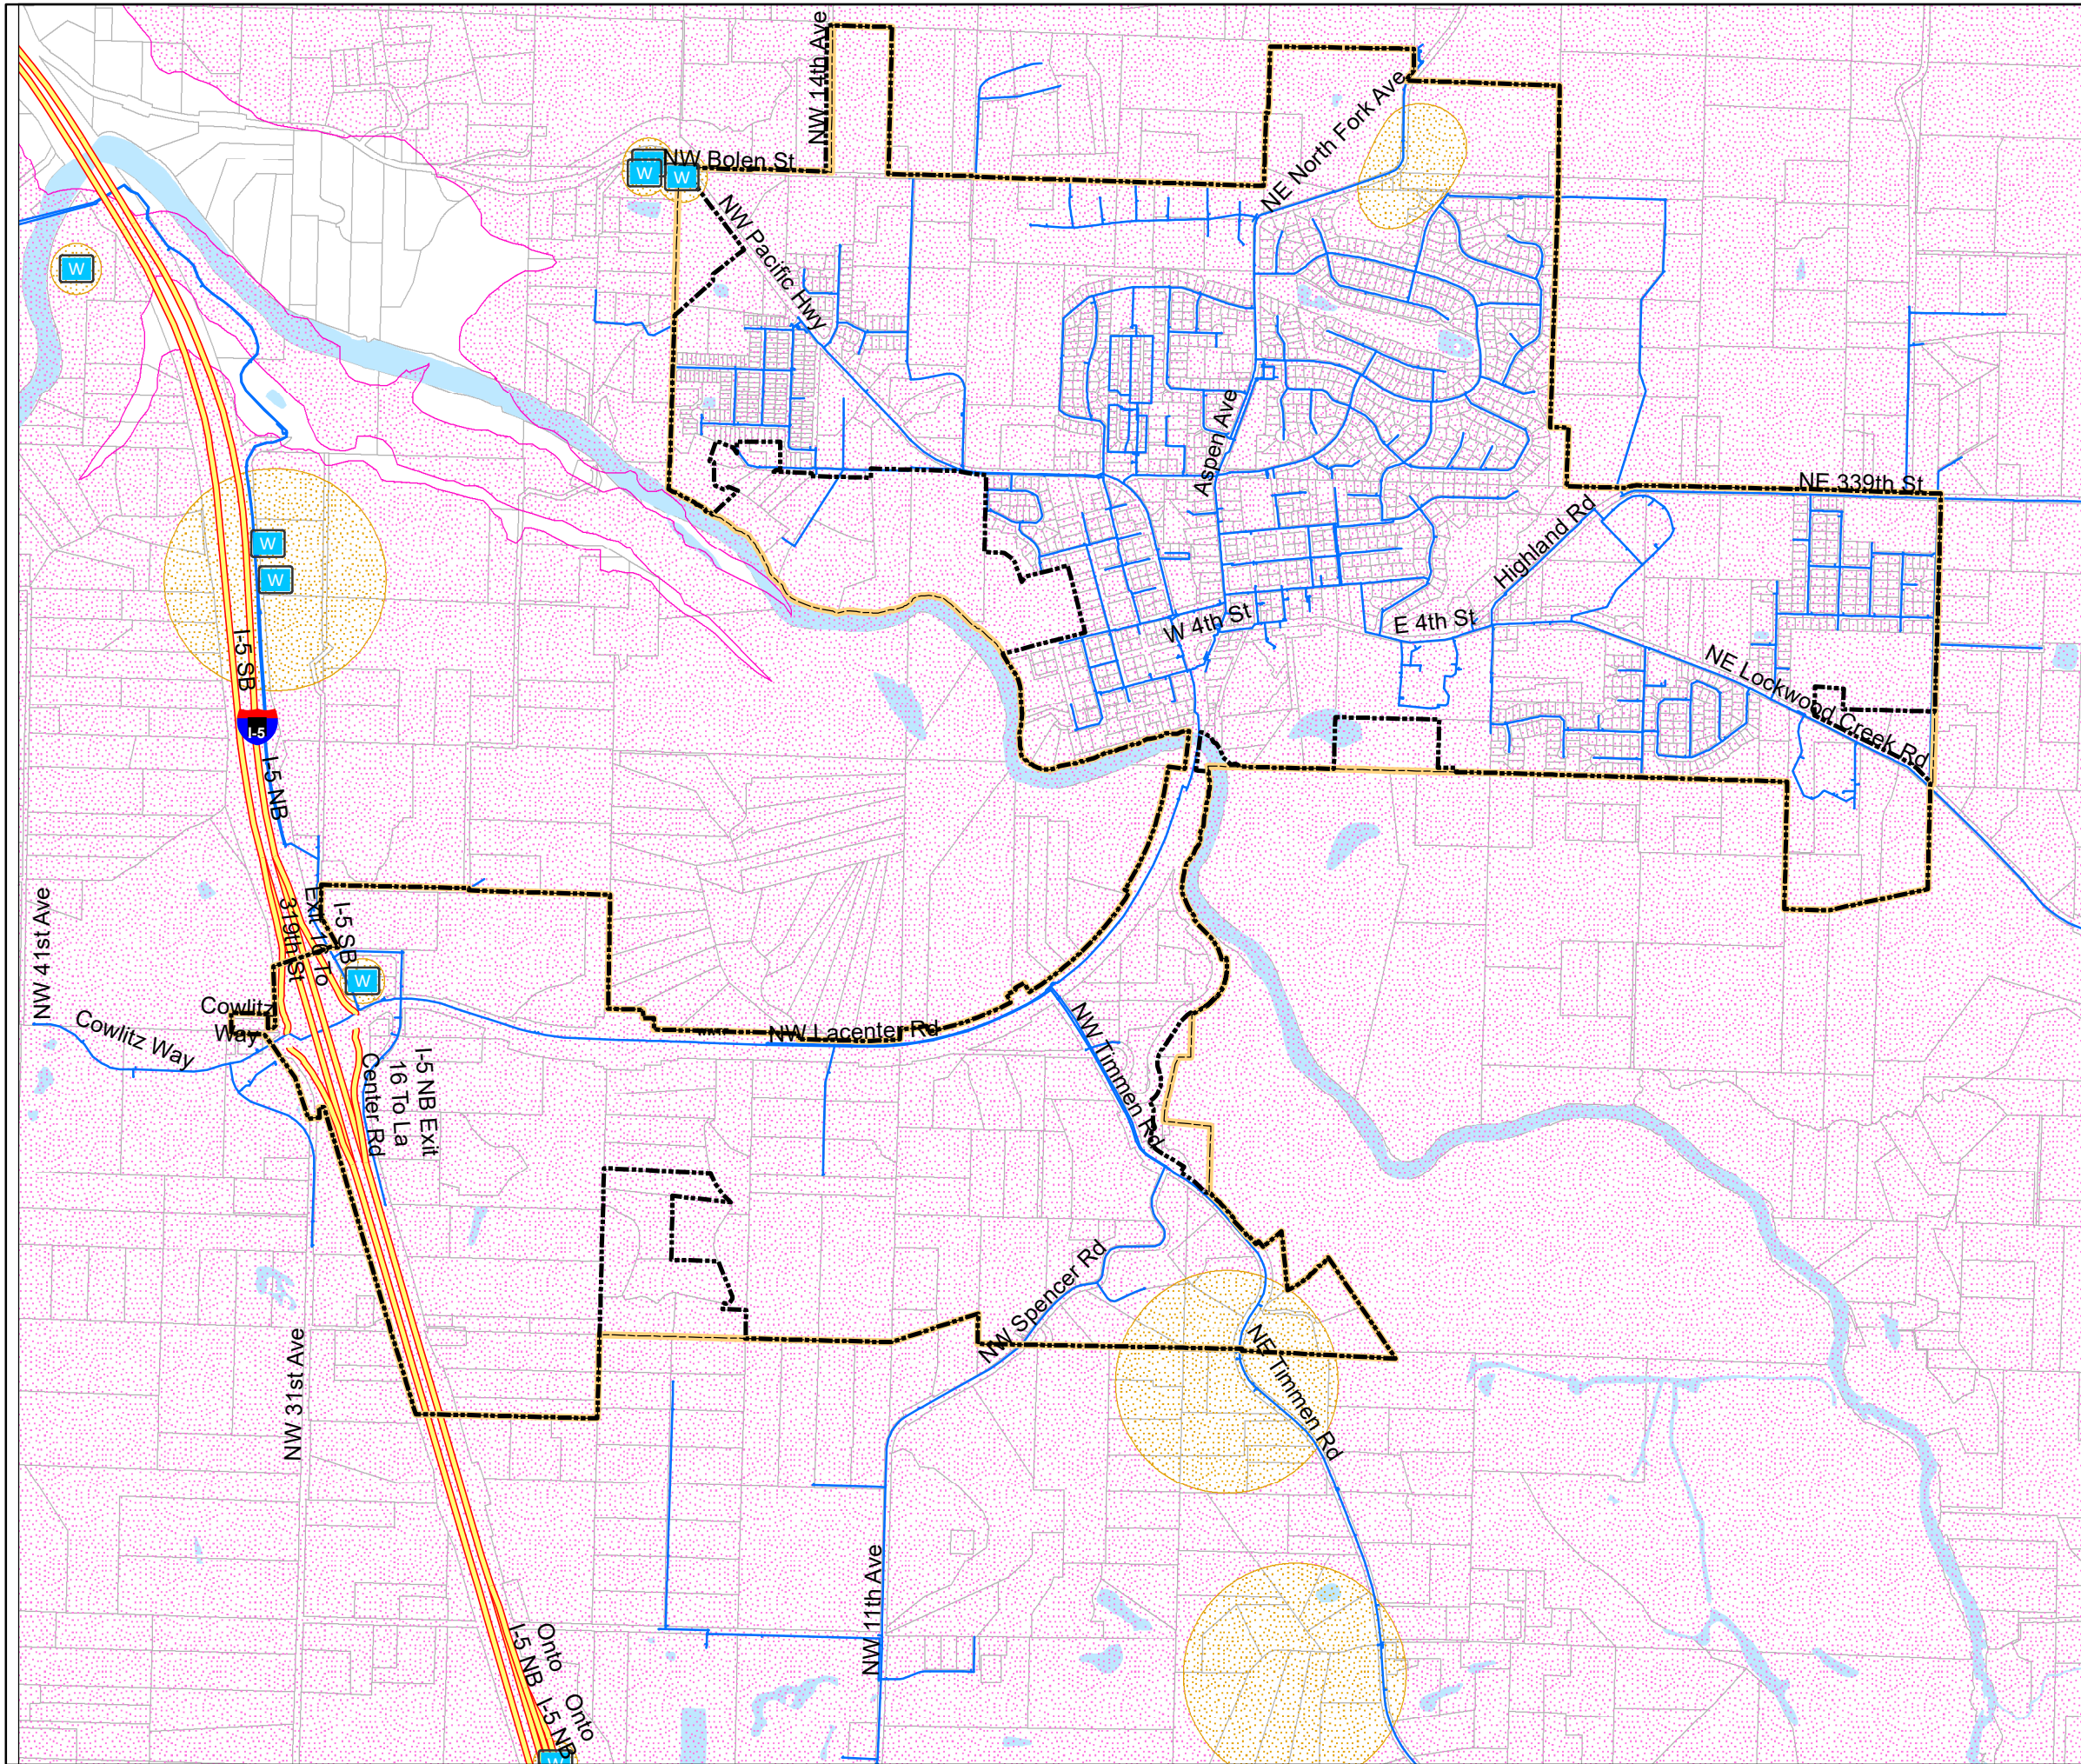 NW 14th Ave
W
NW Bolen St
W
W
NE North Fork Ave
NW Pacific Hwy
W
Aspen Ave
NE 339th St
Highland Rd
W
W
W 4th St
E 4th St
I-5 SB
NE Lockwood Creek Rd
I-5
I-5 NB
NW 41st Ave
319th St
Exit 16 To
I-5 SB
W
Cowlitz
Way
Cowlitz Way
NW Lacenter Rd
NW Timmen Rd
I-5 NB Exit
16 To La
Center Rd
NW Spencer Rd
NW 31st Ave
NE Timmen Rd
NW 11th Ave
Onto
I-5 NB
Onto
I-5 NB
W